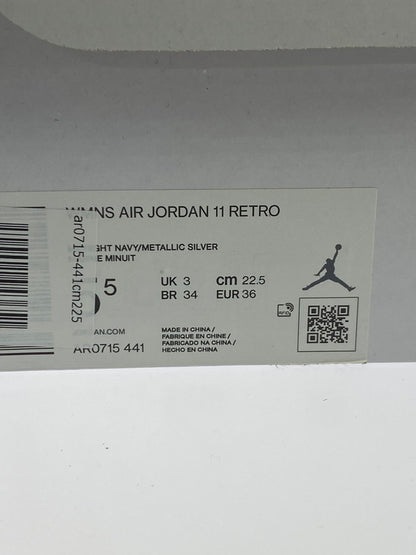 WMNS AIR JORDAN 11 RETRO
GHT NAVY/METALLIC SILVER
E MINUIT
5
UK 3
cm 22.5
BR 34
EUR 36
RFID
AN.COM
AR0715 441
MADE IN CHINA /
FABRIQUE EN CHINE /
FABRICADO NA CHINA /
HECHO EN CHINA
ar0715-441cm225